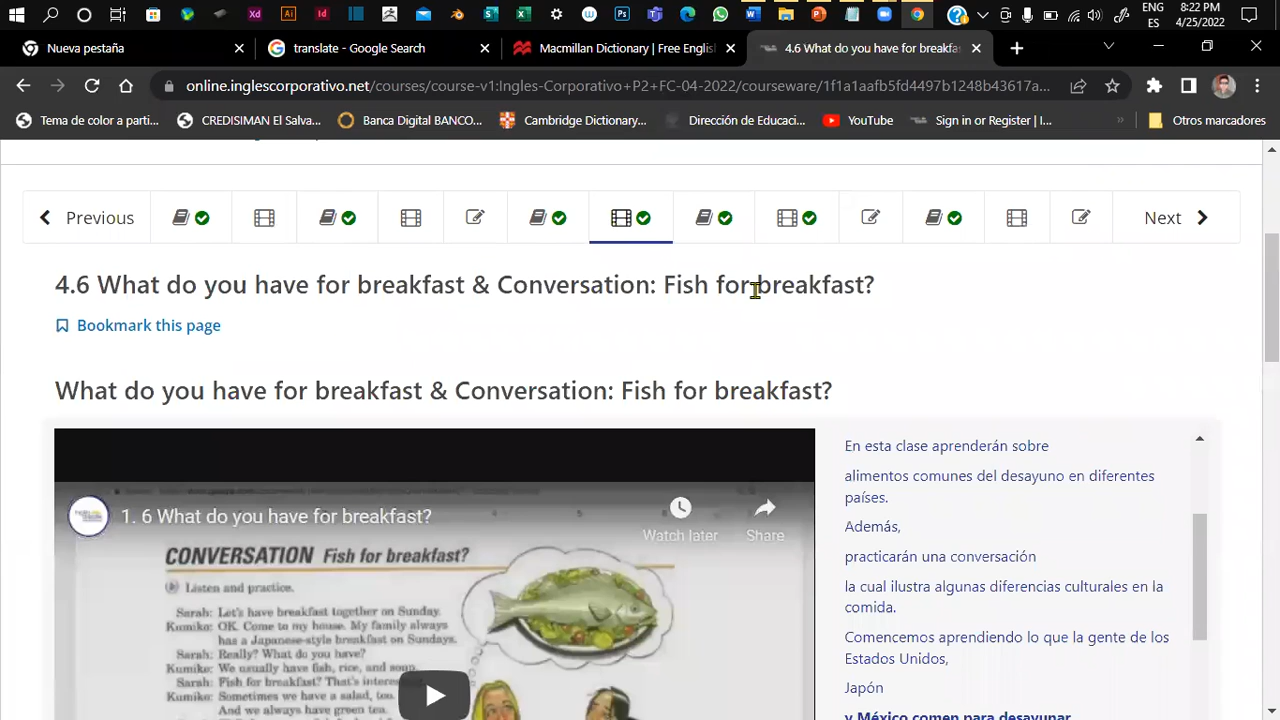 ENG
ES
8:22 PM
4/25/2022
Nueva pestaña
translate - Google Search
Macmillan Dictionary | Free Engli
4.6 What do you have for breakfa
online.inglescorporativo.net/courses/course-v1:Ingles-Corporativo+P2+FC-04-2022/courseware/1f1a1aafb5fd4497b1248b43617a...
Tema de color a parti...
CREDISIMAN El Salva...
Banca Digital BANCO...
Cambridge Dictionary...
Dirección de Educaci...
YouTube
Sign in or Register | I...
Otros marcadores
Previous
Next
4.6 What do you have for breakfast & Conversation: Fish for breakfast?
Bookmark this page
What do you have for breakfast & Conversation: Fish for breakfast?
1. 6 What do you have for breakfast?
Watch later
Share
CONVERSATION Fish for breakfast?
Listen and practice.
Sarah: Let's have breakfast together on Sunday.
Kumiko: OK. Come to my house. My family always
has a Japanese-style breakfast on Sundays.
Sarah: Really? What do you have?
Kumiko: We usually have fish, rice, and soup.
Sarah: Fish for breakfast? That's interes
Kumiko: Sometimes we have a salad, too.
And we always have green tea.
En esta clase aprenderán sobre
alimentos comunes del desayuno en diferentes
países.
Además,
practicarán una conversación
la cual ilustra algunas diferencias culturales en la
comida.
Comencemos aprendiendo lo que la gente de los
Estados Unidos,
Japón
y México comen para desayunar